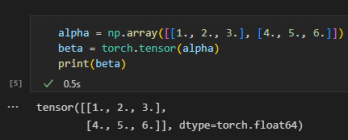 alpha = np.array([[1., 2., 3.], [4., 5., 6.]])
beta = torch.tensor(alpha)
print(beta)
[5] ✓ 0.5s
... tensor([[1., 2., 3.],
[4., 5., 6.]], dtype=torch.float64)